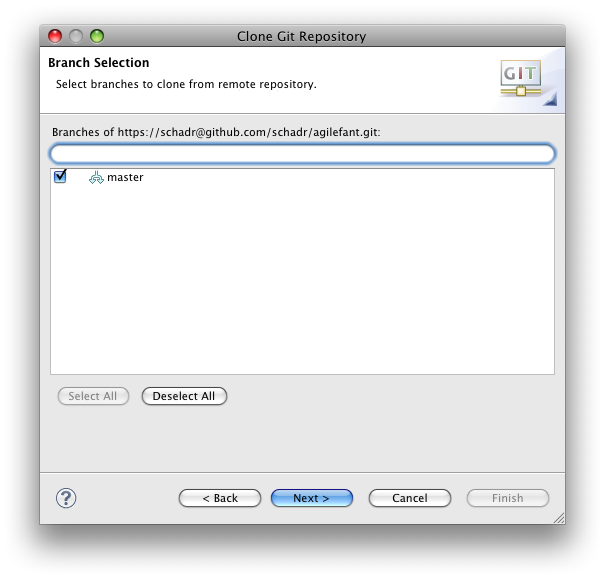 Clone Git Repository
Branch Selection
Select branches to clone from remote repository.
GIT
Branches of https://schadr@github.com/schadr/agilefant.git:
master
Select All
Deselect All
?
< Back
Next >
Cancel
Finish